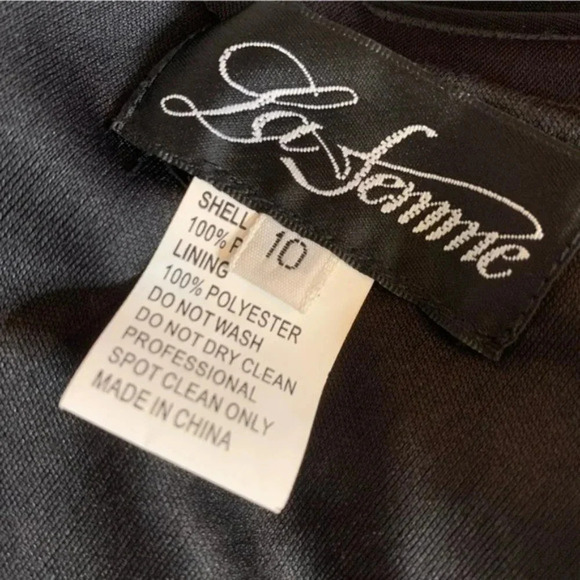 La Femme
10
SHELL
100% P
LINING
100% POLYESTER
DO NOT WASH
DO NOT DRY CLEAN
PROFESSIONAL
SPOT CLEAN ONLY
MADE IN CHINA